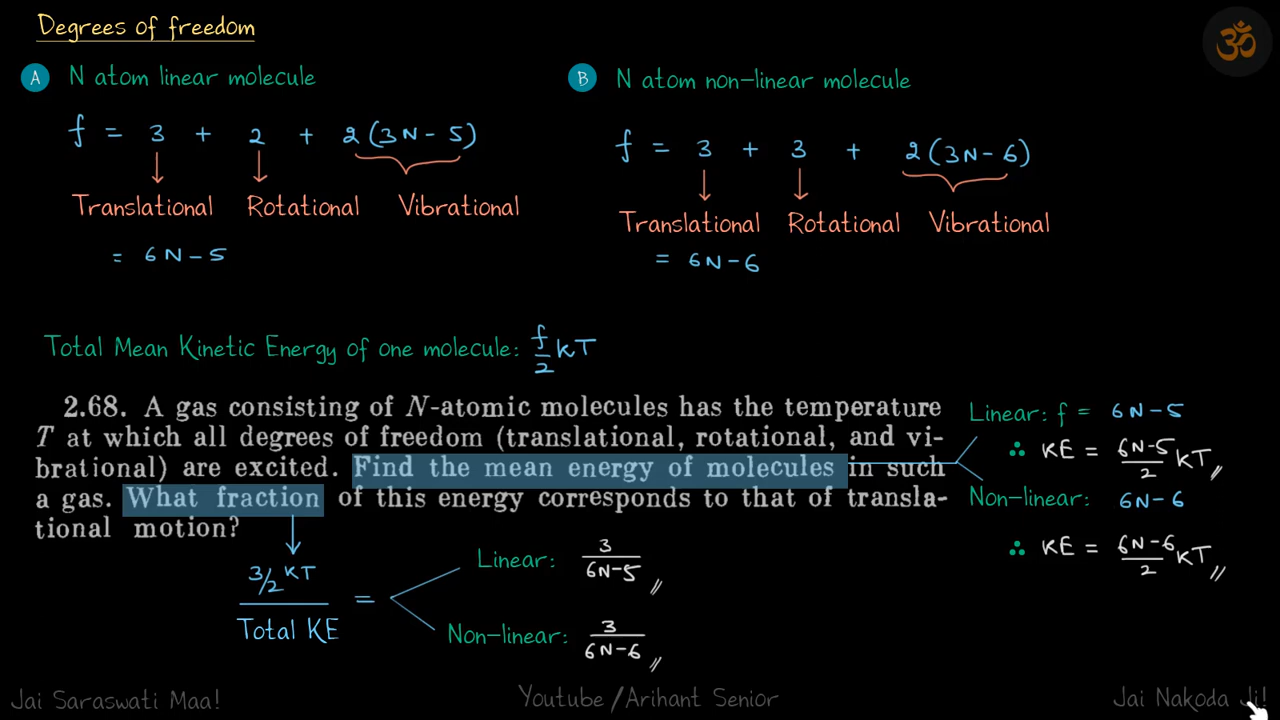 Degrees of freedom
ॐ
A N atom linear molecule
f = 3 + 2 + 2(3N - 5)
Translational Rotational Vibrational
= 6N - 5
B N atom non-linear molecule
f = 3 + 3 + 2(3N - 6)
Translational Rotational Vibrational
= 6N - 6
Total Mean Kinetic Energy of one molecule: f/2 KT
2.68. A gas consisting of N-atomic molecules has the temperature
T at which all degrees of freedom (translational, rotational, and vi-
brational) are excited. Find the mean energy of molecules in such
a gas. What fraction of this energy corresponds to that of transla-
tional motion?
Linear: f = 6N-5
∴ KE = 6N-5/2 KT
Non-linear: 6N-6
∴ KE = 6N-6/2 KT
3/2 KT / Total KE =
Linear: 3/6N-5
Non-linear: 3/6N-6
Jai Saraswati Maa!
Youtube /Arihant Senior
Jai Nakoda Ji!